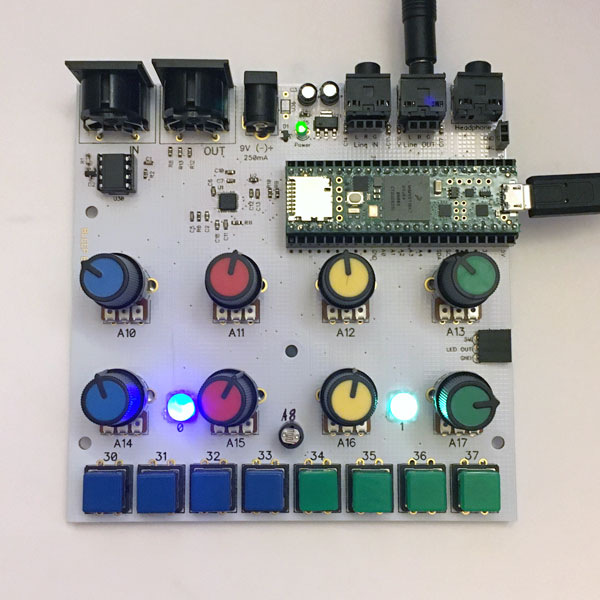 IN
OUT
9V (-)+
250mA
Power
Line IN
Line OUT
Headphone
A10
A11
A12
A13
LED OUT
A14
0
A15
A8
A16
1
A17
30
31
32
33
34
35
36
37